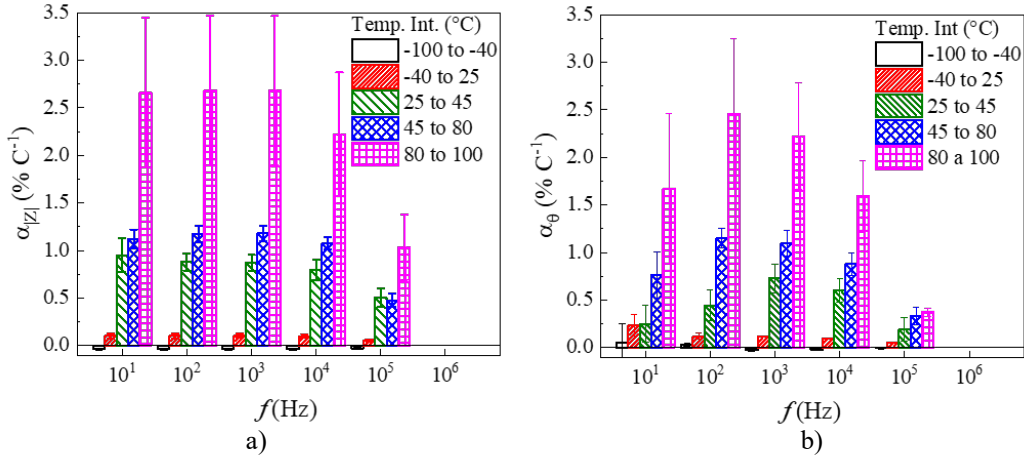 3.5
3.0
2.5
2.0
1.5
1.0
0.5
0.0
α|Z| (% C⁻¹)
Temp. Int. (°C)
-100 to -40
-40 to 25
25 to 45
45 to 80
80 to 100
10¹ 10² 10³ 10⁴ 10⁵ 10⁶
f(Hz)
a)
3.5
3.0
2.5
2.0
1.5
1.0
0.5
0.0
αθ (% C⁻¹)
Temp. Int (°C)
-100 to -40
-40 to 25
25 to 45
45 to 80
80 a 100
10¹ 10² 10³ 10⁴ 10⁵ 10⁶
f(Hz)
b)